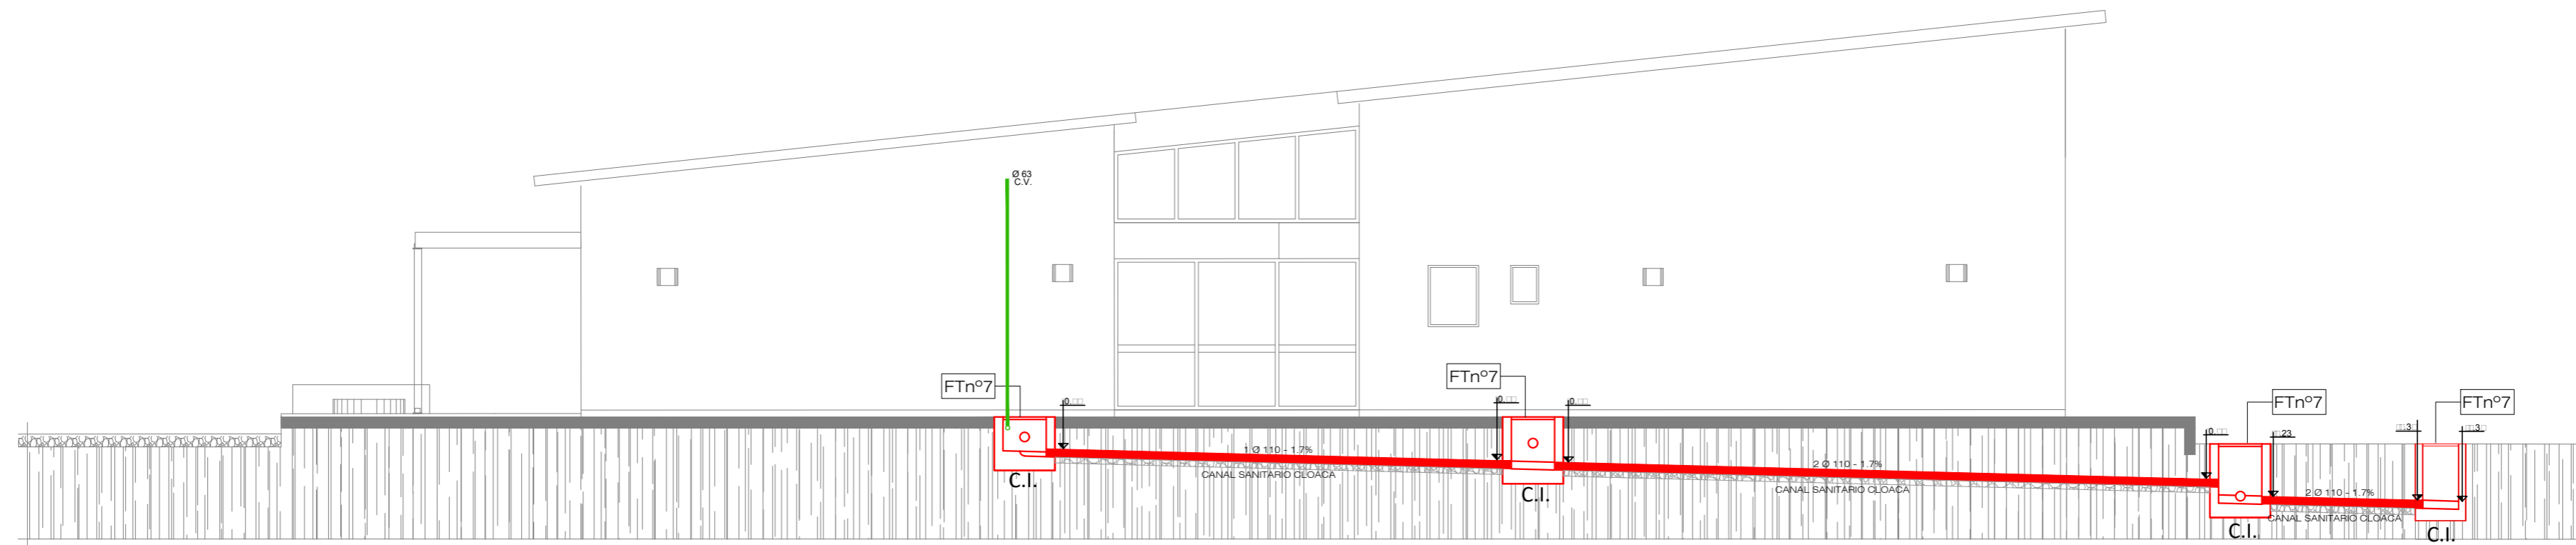 Ø 63
C.V.
FTnº7
FTnº7
FTnº7
FTnº7
1 Ø 110 - 1.7%
CANAL SANITARIO CLOACA
2 Ø 110 - 1.7%
CANAL SANITARIO CLOACA
2 Ø 110 - 1.7%
CANAL SANITARIO CLOACA
C.I.
C.I.
C.I.
C.I.